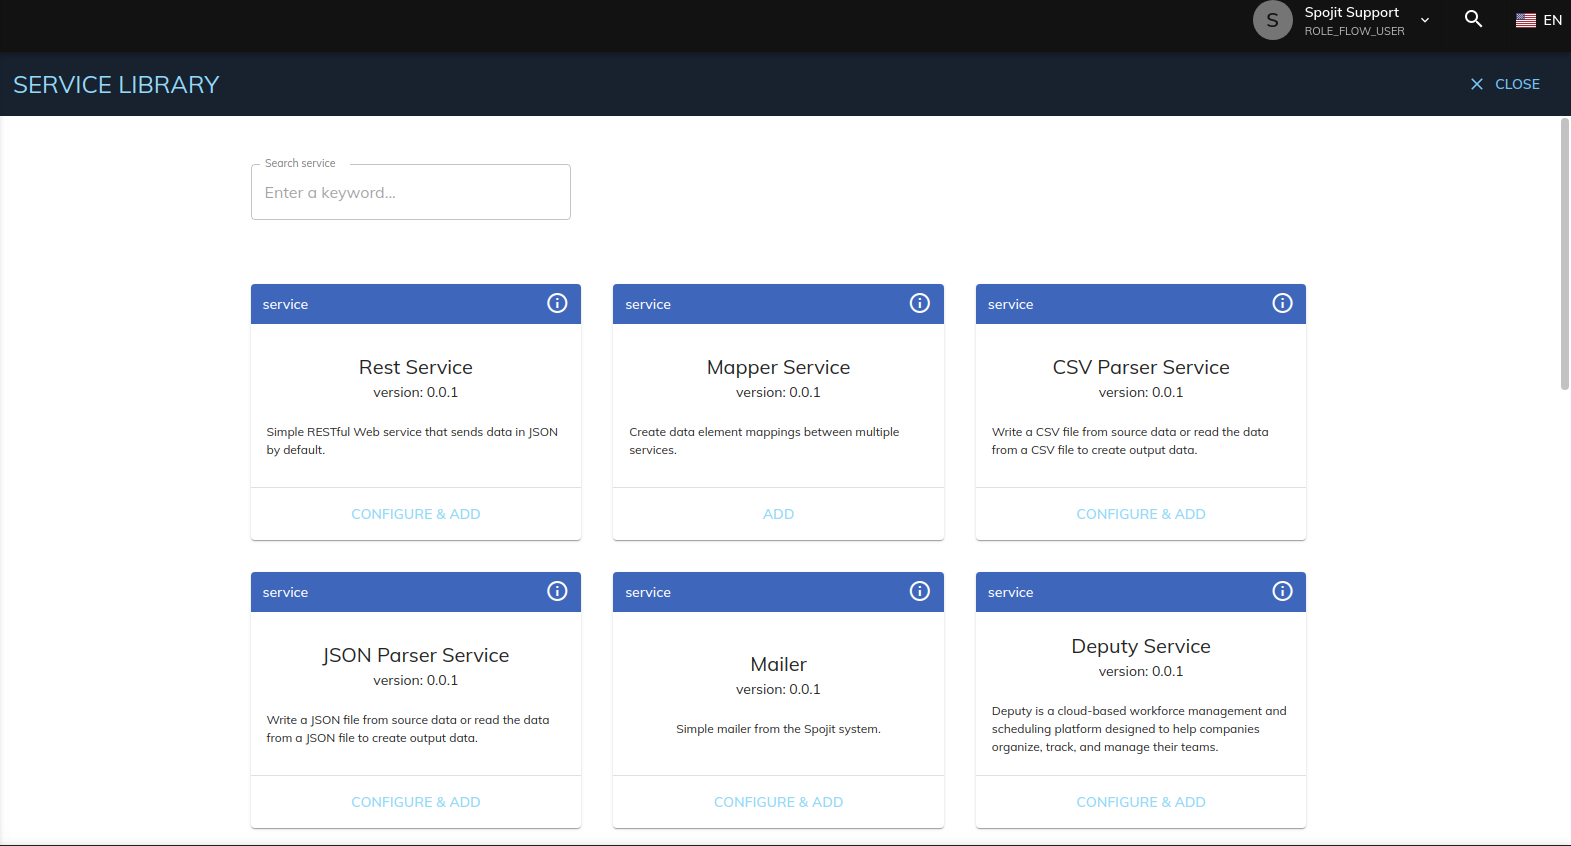 S
Spojit Support
ROLE_FLOW_USER
EN
SERVICE LIBRARY
CLOSE
Search service
Enter a keyword...
service
Rest Service
version: 0.0.1
Simple RESTful Web service that sends data in JSON
by default.
CONFIGURE & ADD
service
Mapper Service
version: 0.0.1
Create data element mappings between multiple
services.
ADD
service
CSV Parser Service
version: 0.0.1
Write a CSV file from source data or read the data
from a CSV file to create output data.
CONFIGURE & ADD
service
JSON Parser Service
version: 0.0.1
Write a JSON file from source data or read the data
from a JSON file to create output data.
CONFIGURE & ADD
service
Mailer
version: 0.0.1
Simple mailer from the Spojit system.
CONFIGURE & ADD
service
Deputy Service
version: 0.0.1
Deputy is a cloud-based workforce management and
scheduling platform designed to help companies
organize, track, and manage their teams.
CONFIGURE & ADD